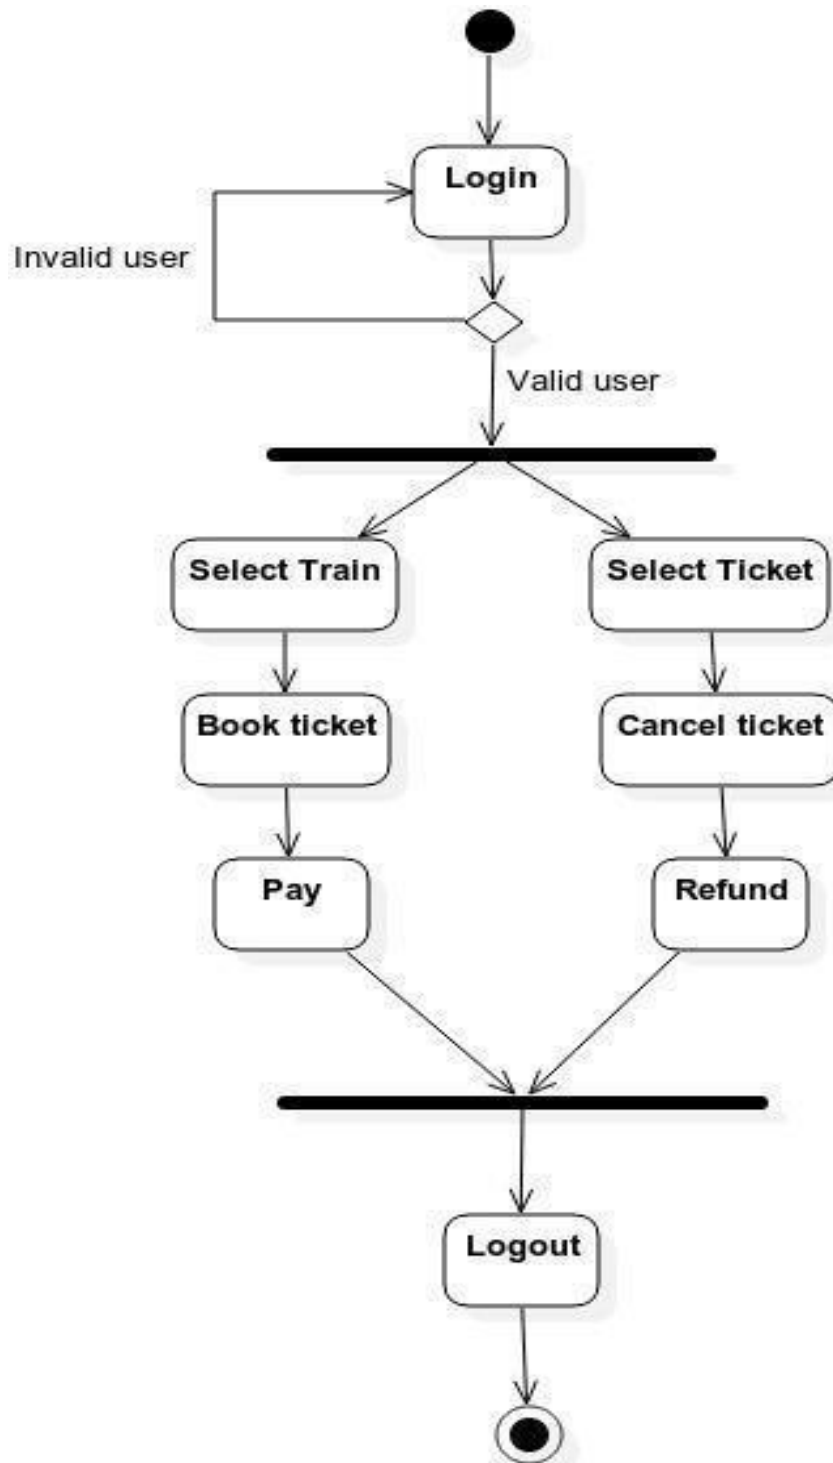 Login
Invalid user
Valid user
Select Train
Select Ticket
Book ticket
Cancel ticket
Pay
Refund
Logout